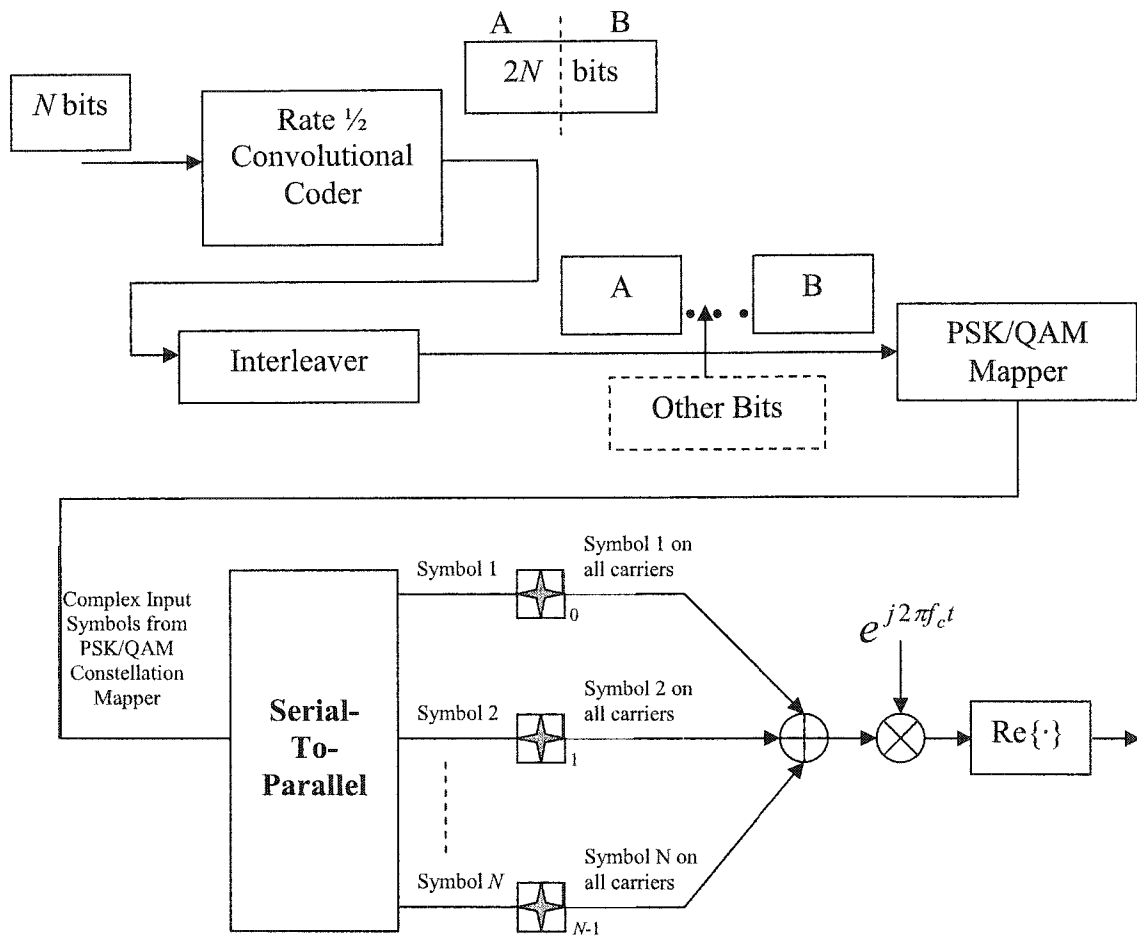 A B
2N bits
N bits
Rate ½
Convolutional
Coder
A
B
Interleaver
PSK/QAM
Mapper
Other Bits
Complex Input
Symbols from
PSK/QAM
Constellation
Mapper
Serial-
To-
Parallel
Symbol 1
0
Symbol 1 on
all carriers
Symbol 2
1
Symbol 2 on
all carriers
Symbol N
N-1
Symbol N on
all carriers
e^{j2πf_ct}
Re{·}